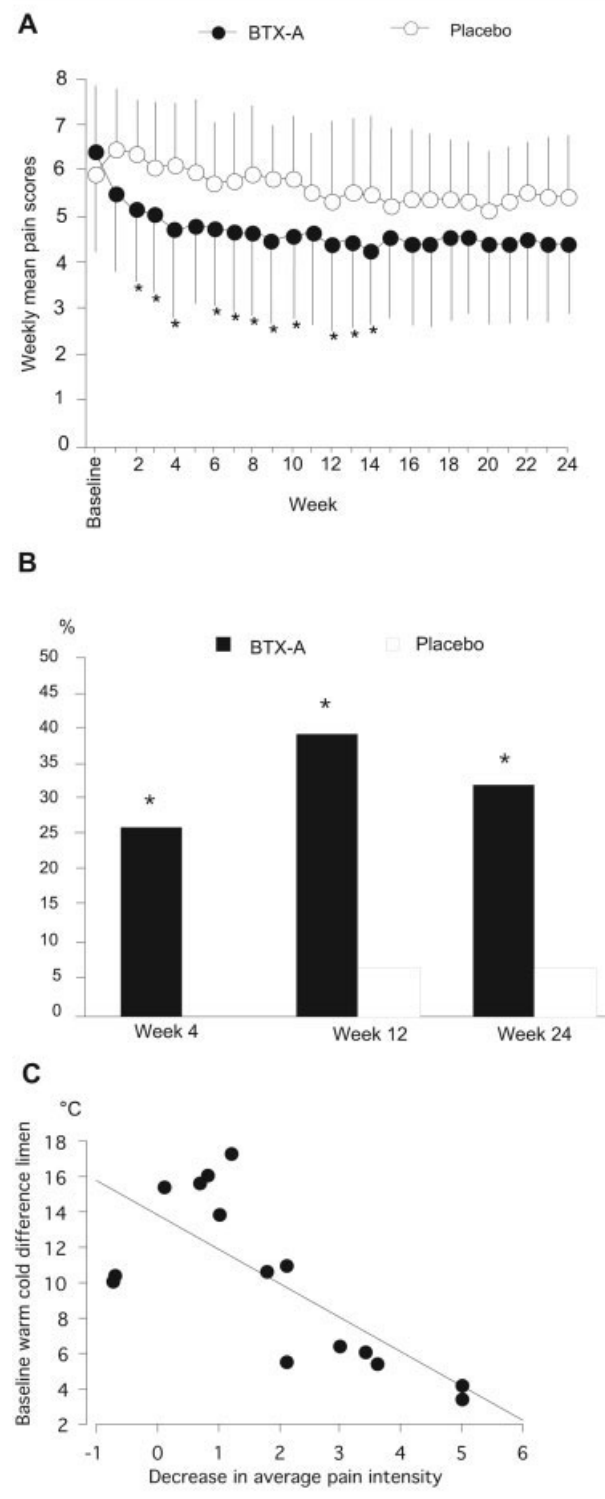 A
BTX-A Placebo
8
7
6
5
4
3
2
1
0
Weekly mean pain scores
* * * * * * * * * * *
Baseline 2 4 6 8 10 12 14 16 18 20 22 24
Week
B
%
BTX-A Placebo
50
45
40
35
30
25
20
15
10
5
0
* * *
Week 4 Week 12 Week 24
C
°C
18
16
14
12
10
8
6
4
2
Baseline warm cold difference limen
-1 0 1 2 3 4 5 6
Decrease in average pain intensity